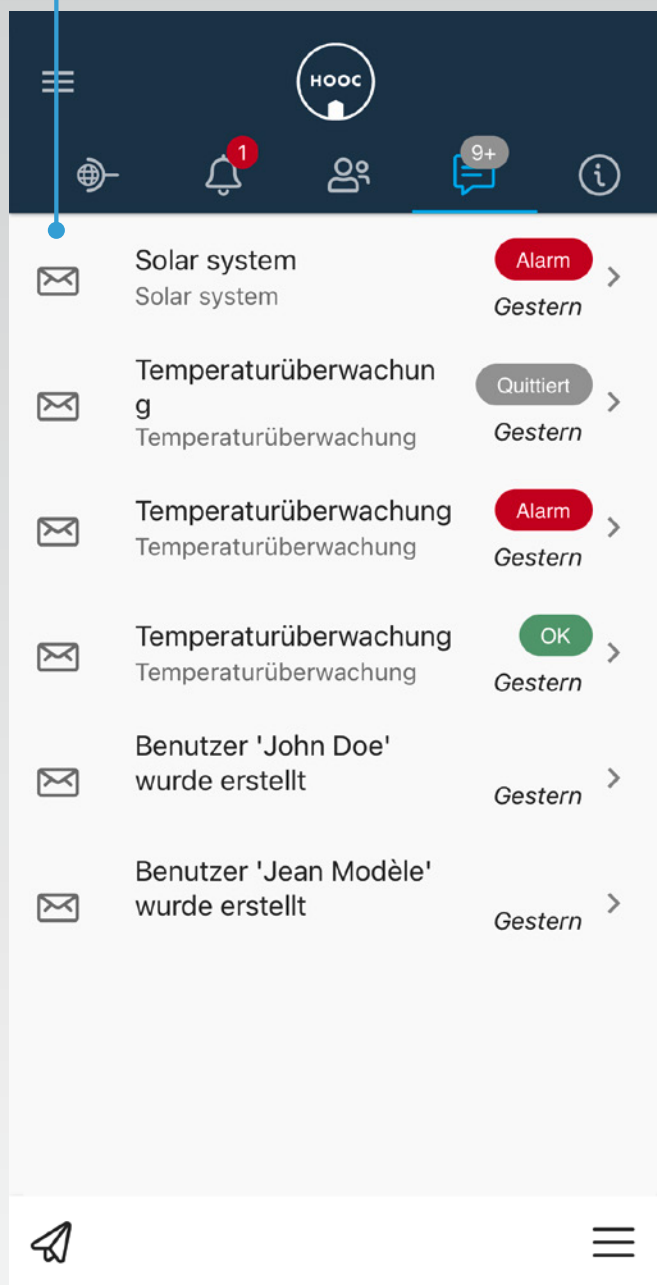 HOOC
1
9+
Solar system
Alarm
Solar system
Gestern
Temperaturüberwachun
g
Quittiert
Temperaturüberwachung
Gestern
Temperaturüberwachung
Alarm
Temperaturüberwachung
Gestern
Temperaturüberwachung
OK
Temperaturüberwachung
Gestern
Benutzer 'John Doe'
wurde erstellt
Gestern
Benutzer 'Jean Modèle'
wurde erstellt
Gestern